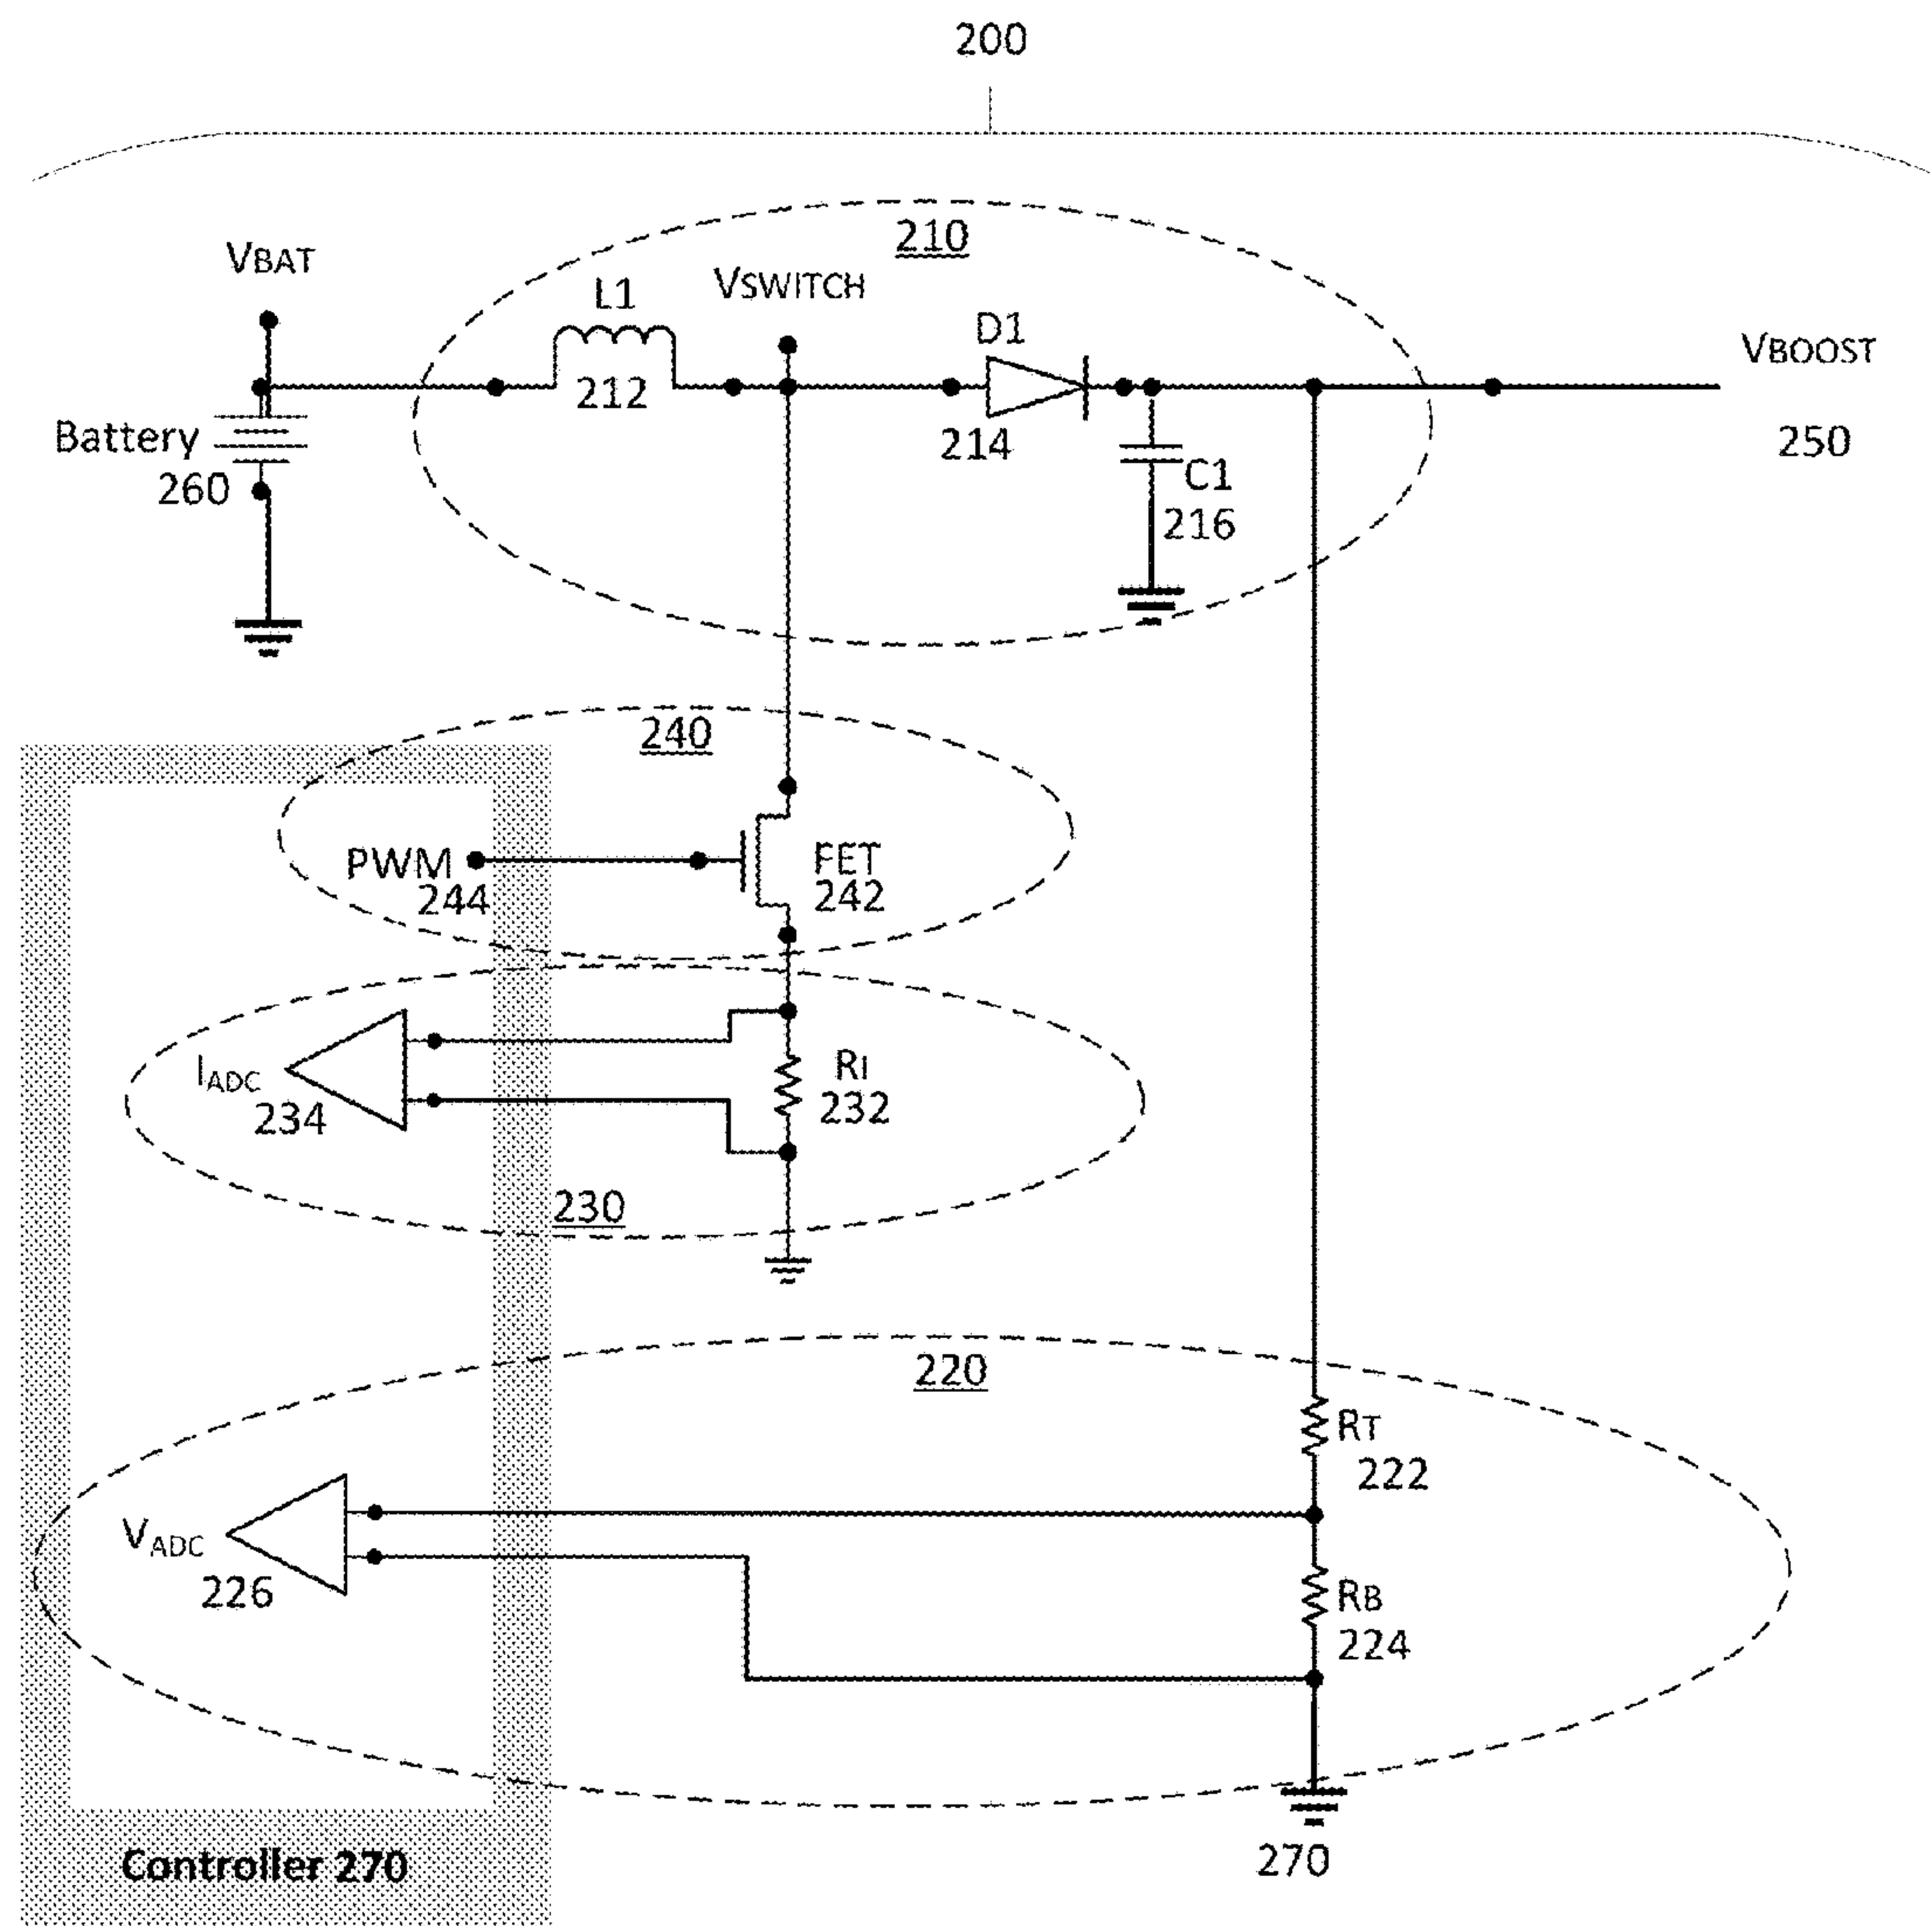 200
210
VBAT
L1
VSWITCH
D1
VBOOST
212
214
Battery
260
C1
216
250
240
PWM
244
FET
242
IADC
234
RI
232
230
220
RT
222
VADC
226
RB
224
Controller 270
270